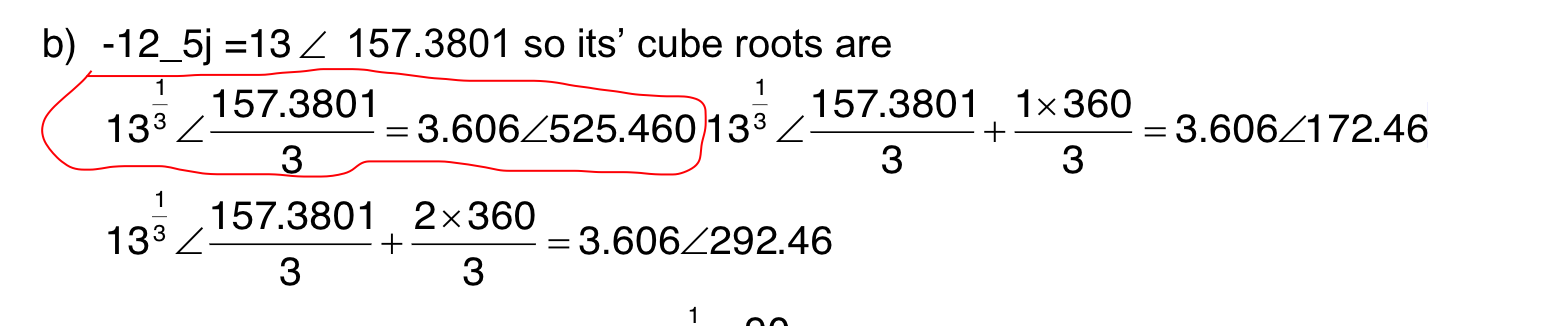 b) -12_5j =13∠ 157.3801 so its’ cube roots are
13^(1/3) ∠ 157.3801/3 = 3.606∠525.460 13^(1/3) ∠ 157.3801/3 + 1×360/3 = 3.606∠172.46
13^(1/3) ∠ 157.3801/3 + 2×360/3 = 3.606∠292.46
1